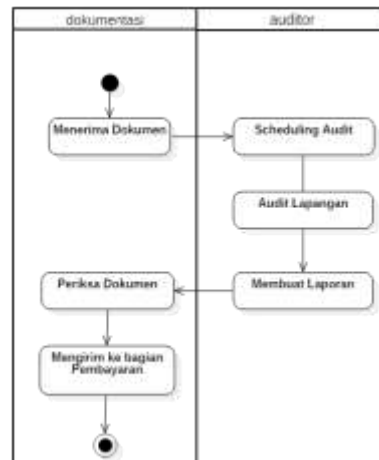 dokumentasi
auditor
Menerima Dokumen
Scheduling Audit
Audit Lapangan
Membuat Laporan
Periksa Dokumen
Mengirim ke bagian
Pembayaran